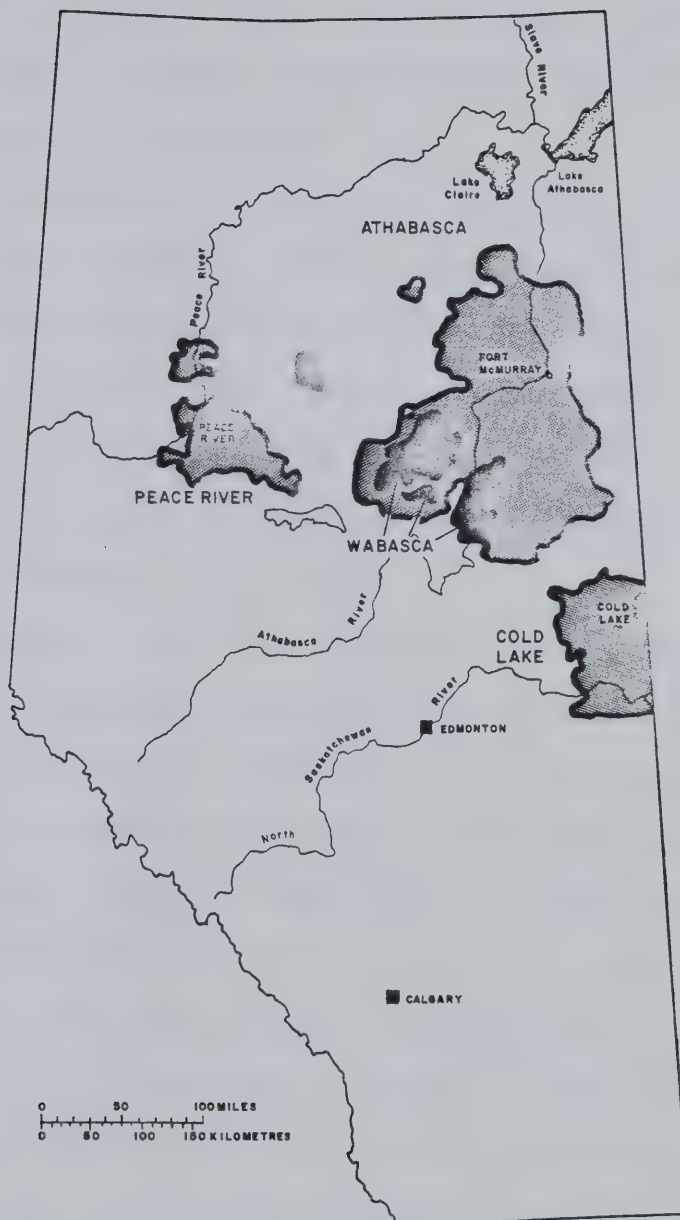 Slave River
Lake
Claire
Lake
Athabasca
ATHABASCA
Peace River
FORT
McMURRAY
PEACE
RIVER
PEACE RIVER
WABASCA
COLD
LAKE
COLD
LAKE
Athabasca River
North Saskatchewan River
EDMONTON
CALGARY
0 50 100 MILES
0 50 100 150 KILOMETRES